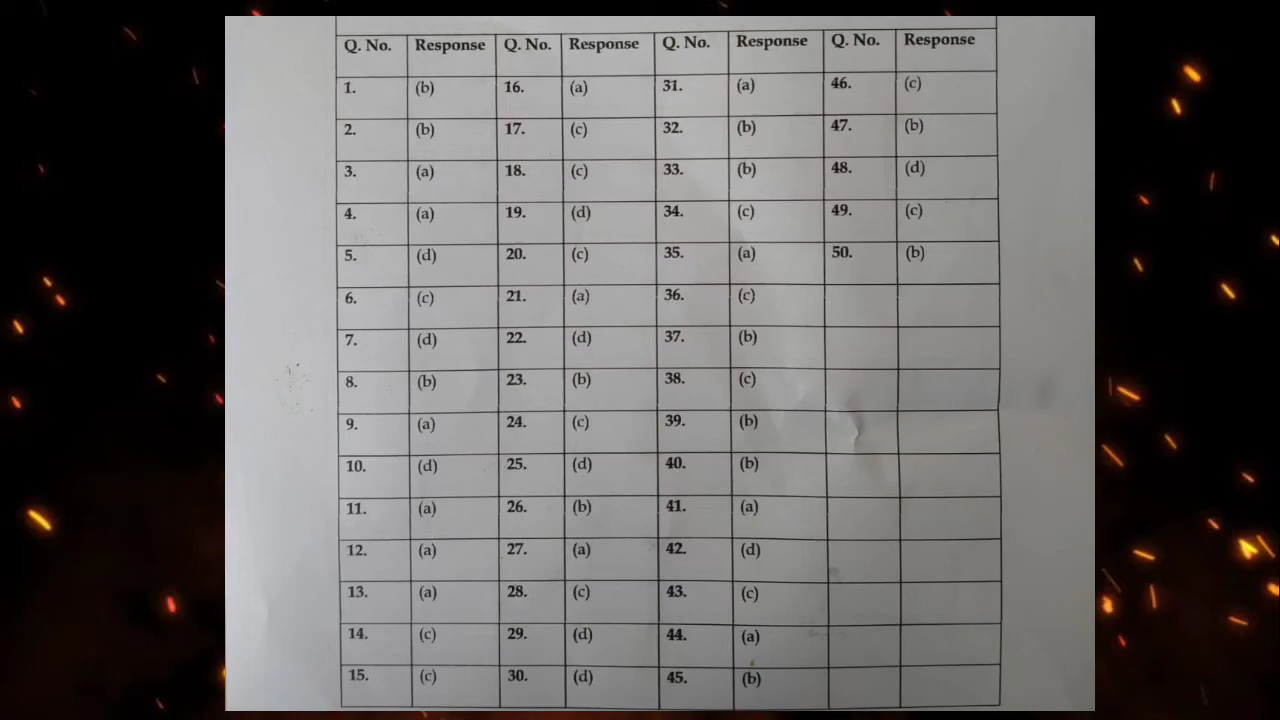 Q. No. Response Q. No. Response Q. No. Response Q. No. Response
1. (b) 16. (a) 31. (a) 46. (c)
2. (b) 17. (c) 32. (b) 47. (b)
3. (a) 18. (c) 33. (b) 48. (d)
4. (a) 19. (d) 34. (c) 49. (c)
5. (d) 20. (c) 35. (a) 50. (b)
6. (c) 21. (a) 36. (c)
7. (d) 22. (d) 37. (b)
8. (b) 23. (b) 38. (c)
9. (a) 24. (c) 39. (b)
10. (d) 25. (d) 40. (b)
11. (a) 26. (b) 41. (a)
12. (a) 27. (a) 42. (d)
13. (a) 28. (c) 43. (c)
14. (c) 29. (d) 44. (a)
15. (c) 30. (d) 45. (b)